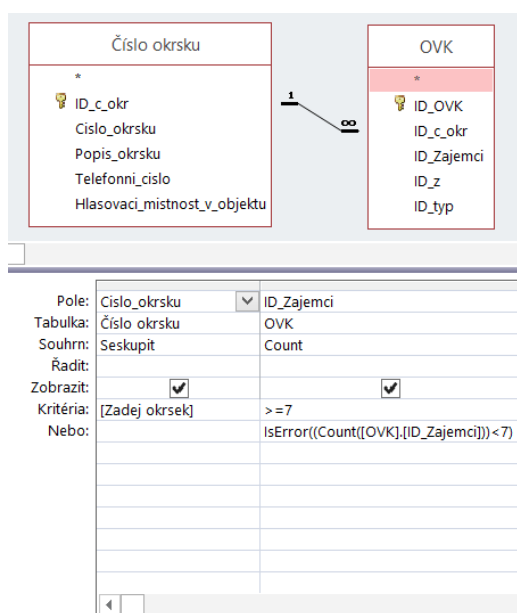 Číslo okrsku
*
ID_c_okr
Cislo_okrsku
Popis_okrsku
Telefonni_cislo
Hlasovaci_mistnost_v_objektu
1
∞
OVK
*
ID_OVK
ID_c_okr
ID_Zajemci
ID_z
ID_typ
Pole: Cislo_okrsku ID_Zajemci
Tabulka: Číslo okrsku OVK
Souhrn: Seskupit Count
Řadit:
Zobrazit:
Kritéria: [Zadej okrsek] >=7
Nebo: IsError((Count([OVK].[ID_Zajemci]))<7)